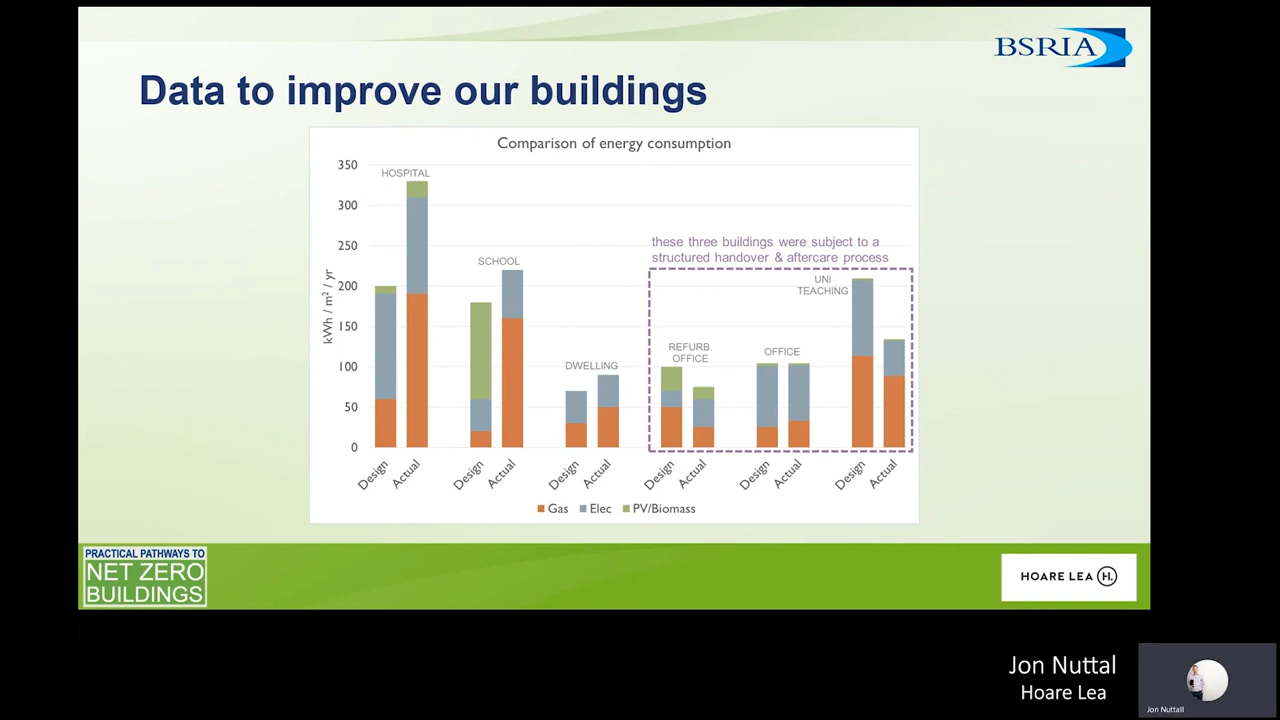 BSRIA
Data to improve our buildings
Comparison of energy consumption
kWh / m² / yr
350
300
250
200
150
100
50
0
HOSPITAL
SCHOOL
DWELLING
these three buildings were subject to a
structured handover & aftercare process
REFURB.
OFFICE
OFFICE
UNI
TEACHING
Design
Actual
Design
Actual
Design
Actual
Design
Actual
Design
Actual
Design
Actual
Gas Elec PV/Biomass
PRACTICAL PATHWAYS TO
NET ZERO
BUILDINGS
HOARE LEA H.
Jon Nuttal
Hoare Lea
Jon Nuttall